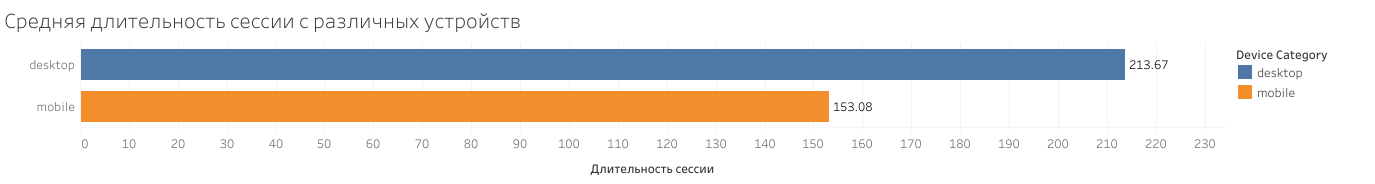 Средняя длительность сессии с различных устройств
desktop 213.67
mobile 153.08
0 10 20 30 40 50 60 70 80 90 100 110 120 130 140 150 160 170 180 190 200 210 220 230
Длительность сессии
Device Category
desktop
mobile